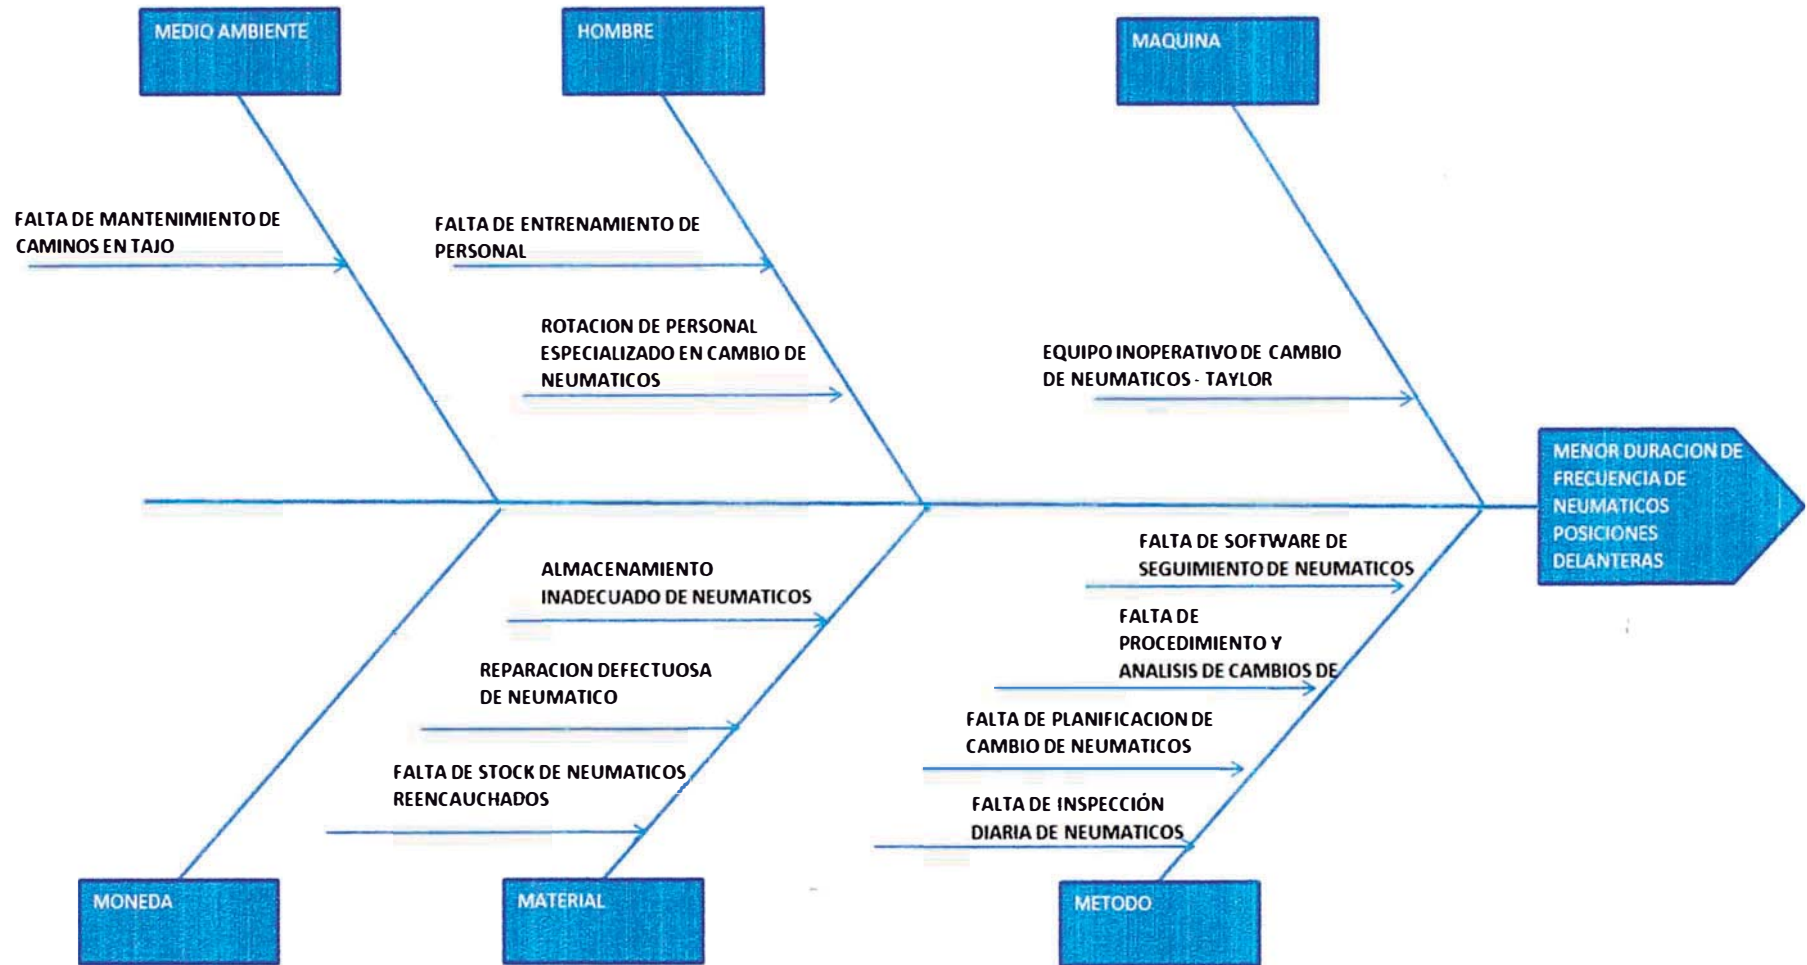 MEDIO AMBIENTE
HOMBRE
MAQUINA
FALTA DE MANTENIMIENTO DE
CAMINOS EN TAJO
FALTA DE ENTRENAMIENTO DE
PERSONAL
ROTACION DE PERSONAL
ESPECIALIZADO EN CAMBIO DE
NEUMATICOS
EQUIPO INOPERATIVO DE CAMBIO
DE NEUMATICOS - TAYLOR
MENOR DURACION DE
FRECUENCIA DE
NEUMATICOS
POSICIONES
DELANTERAS
ALMACENAMIENTO
INADECUADO DE NEUMATICOS
REPARACION DEFECTUOSA
DE NEUMATICO
FALTA DE STOCK DE NEUMATICOS
REENCAUCHADOS
FALTA DE SOFTWARE DE
SEGUIMIENTO DE NEUMATICOS
FALTA DE
PROCEDIMIENTO Y
ANALISIS DE CAMBIOS DE
FALTA DE PLANIFICACION DE
CAMBIO DE NEUMATICOS
FALTA DE INSPECCIÓN
DIARIA DE NEUMATICOS
MONEDA
MATERIAL
METODO